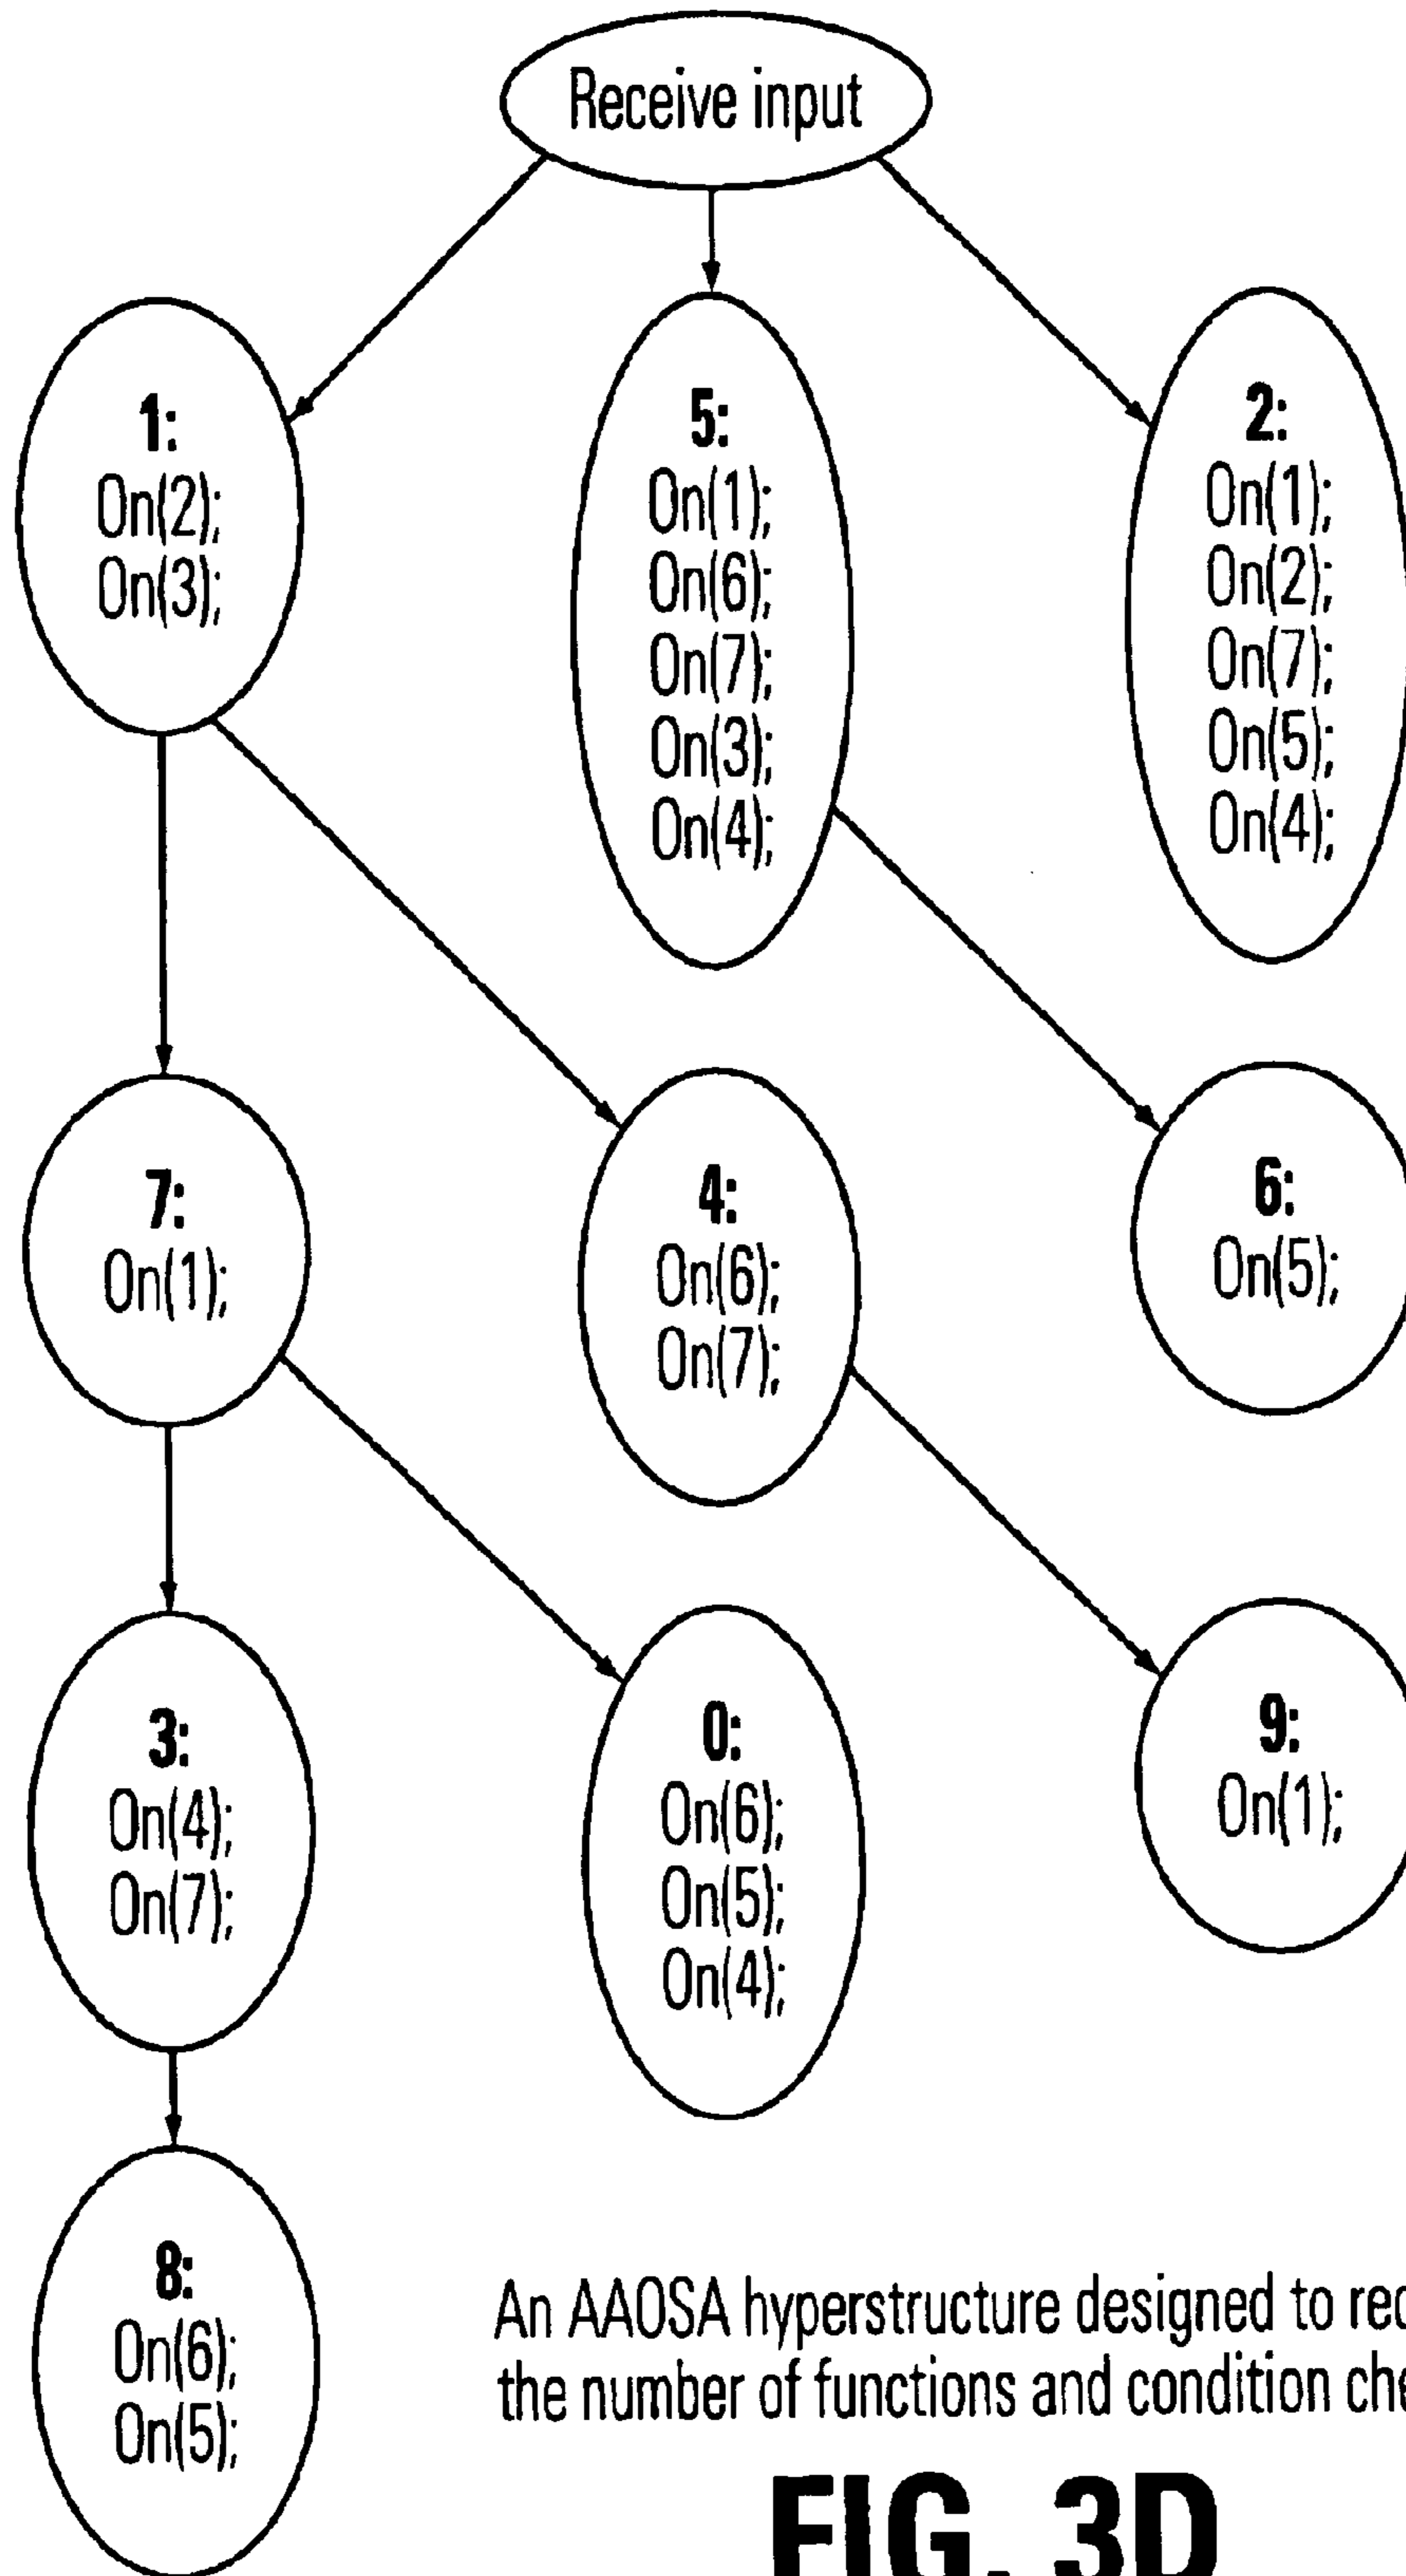 Receive input
1:
On(2);
On(3);
5:
On(1);
On(6);
On(7);
On(3);
On(4);
2:
On(1);
On(2);
On(7);
On(5);
On(4);
7:
On(1);
4:
On(6);
On(7);
6:
On(5);
3:
On(4);
On(7);
0:
On(6);
On(5);
On(4);
9:
On(1);
8:
On(6);
On(5);
An AAOSA hyperstructure designed to
the number of functions and condition
FIG. 3D